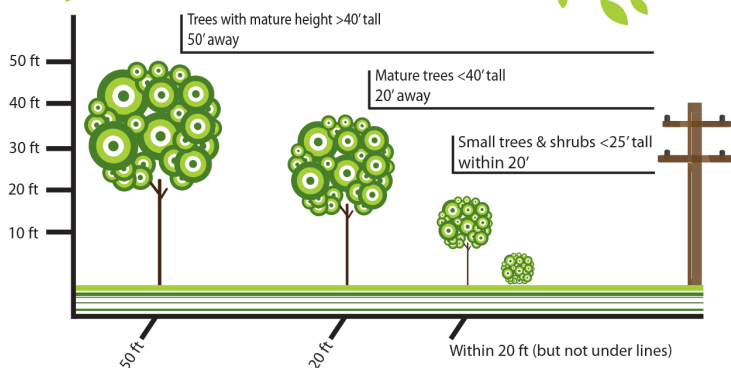 Trees with mature height >40' tall
50' away
Mature trees <40' tall
20' away
Small trees & shrubs <25' tall
within 20'
50 ft
40 ft
30 ft
20 ft
10 ft
50 ft
20 ft
Within 20 ft (but not under lines)